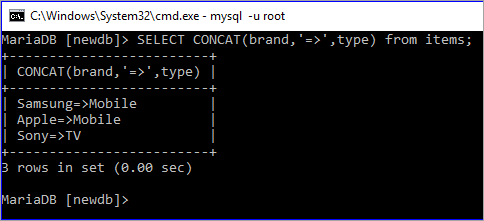 C:\Windows\System32\cmd.exe - mysql  -u root
MariaDB [newdb]> SELECT CONCAT(brand,'=>',type) from items;
+-------------------------+
| CONCAT(brand,'=>',type) |
+-------------------------+
| Samsung=>Mobile         |
| Apple=>Mobile           |
| Sony=>TV                |
+-------------------------+
3 rows in set (0.00 sec)
MariaDB [newdb]>